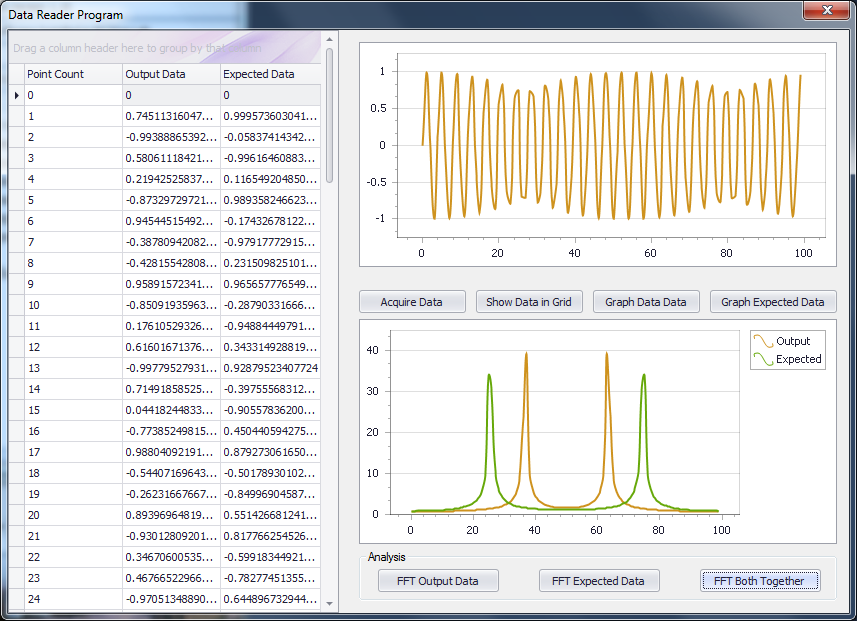 Data Reader Program
Drag a column header here to group by that column
Point Count Output Data Expected Data
0 0 0
1 0.74511316047... 0.999573603041...
2 -0.99388865392... -0.05837414342...
3 0.58061118421... -0.99616460883...
4 0.21942525837... 0.116549204850...
5 -0.87329729721... 0.989358246623...
6 0.94544515492... -0.17432678122...
7 -0.38780942082... -0.97917772915...
8 -0.42815542808... 0.231509825101...
9 0.95891572341... 0.965657776549...
10 -0.85091935963... -0.28790331666...
11 0.17610529326... -0.94884449791...
12 0.61601671376... 0.343314928819...
13 -0.99779527931... 0.92879523407724
14 0.71491858525... -0.39755568312...
15 0.04418244833... -0.90557836200...
16 -0.77385249815... 0.450440594275...
17 0.98804092191... 0.879273061650...
18 -0.54407169643... -0.50178930102...
19 -0.26231667667... -0.84996904587...
20 0.89396964819... 0.551426681241...
21 -0.93012809201... 0.817766254526...
22 0.34670600535... -0.59918344921...
23 0.46766522966... -0.78277451355...
24 -0.97051348890... 0.644896732944...
1
0.5
0
-0.5
-1
0 20 40 60 80 100
Acquire Data Show Data in Grid Graph Data Data Graph Expected Data
40
30
20
10
0
0 20 40 60 80 100
Output
Expected
Analysis
FFT Output Data FFT Expected Data FFT Both Together